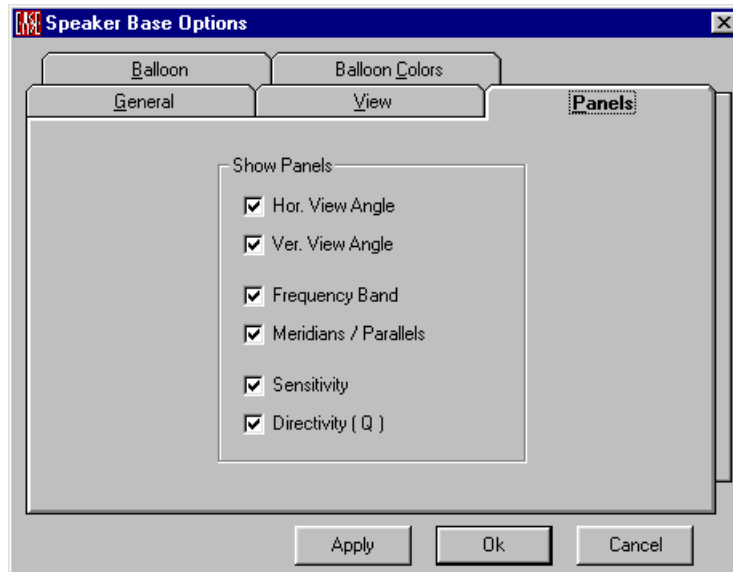 Speaker Base Options
Balloon
Balloon Colors
General
View
Panels
Show Panels
Hor. View Angle
Ver. View Angle
Frequency Band
Meridians / Parallels
Sensitivity
Directivity ( Q )
Apply
Ok
Cancel